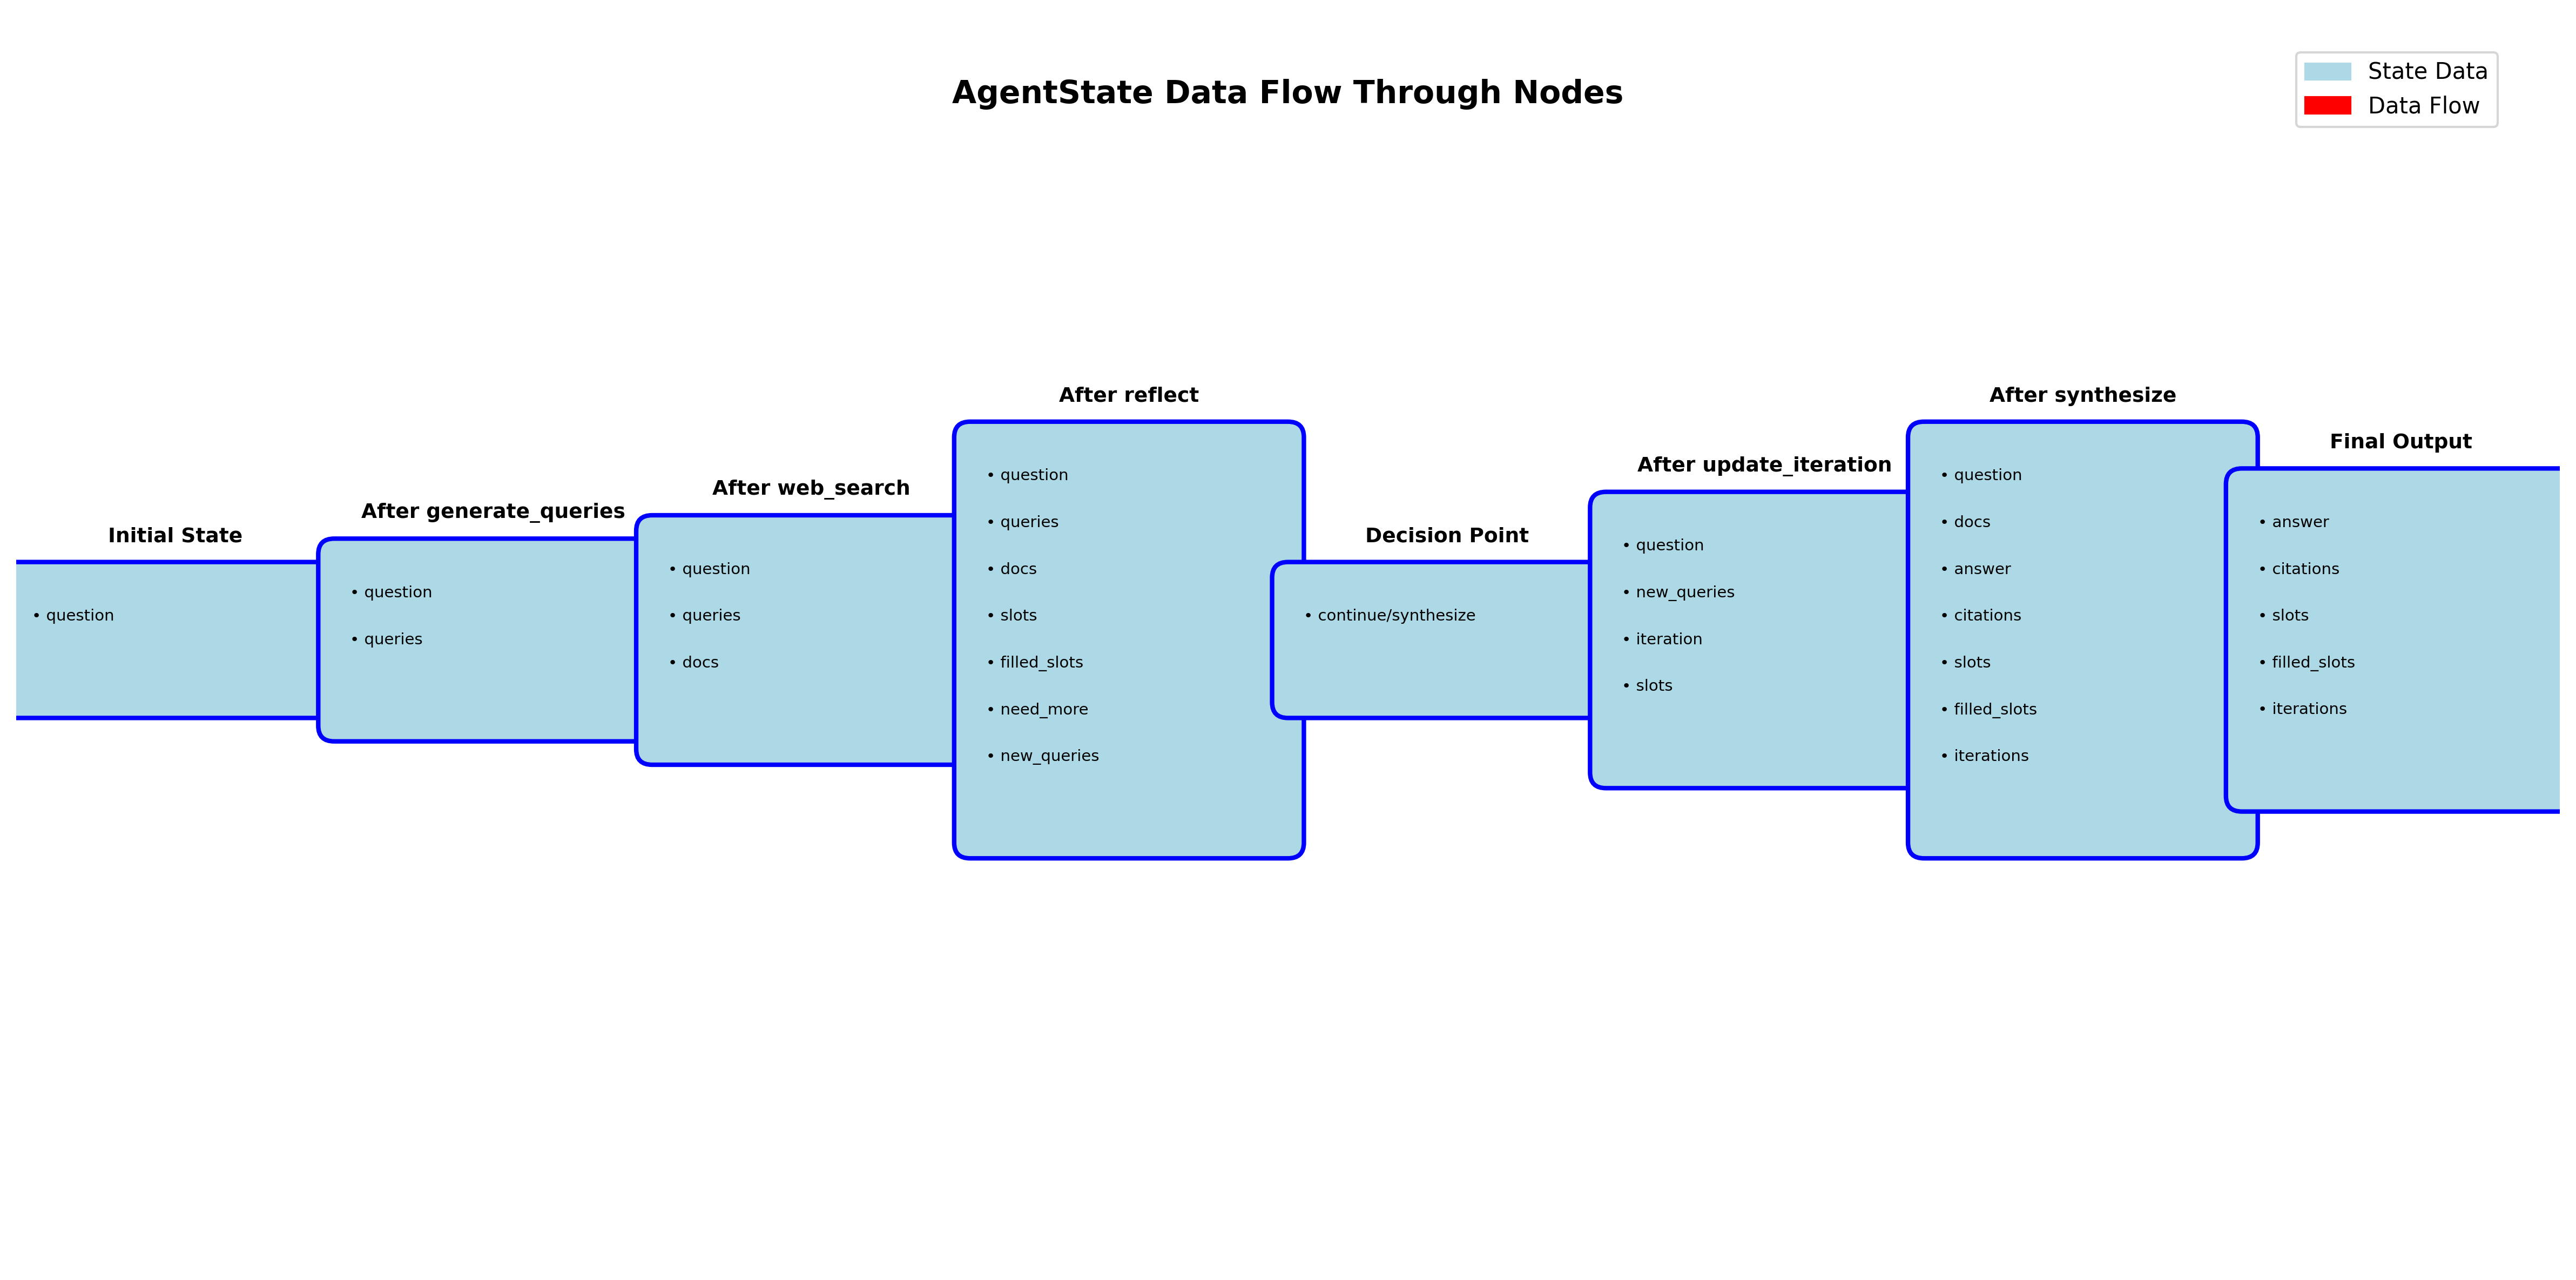 AgentState Data Flow Through Nodes
State Data
Data Flow
Initial State
• question
After generate_queries
• question
• queries
After web_search
• question
• queries
• docs
After reflect
• question
• queries
• docs
• slots
• filled_slots
• need_more
• new_queries
Decision Point
• continue/synthesize
After update_iteration
• question
• new_queries
• iteration
• slots
After synthesize
• question
• docs
• answer
• citations
• slots
• filled_slots
• iterations
Final Output
• answer
• citations
• slots
• filled_slots
• iterations